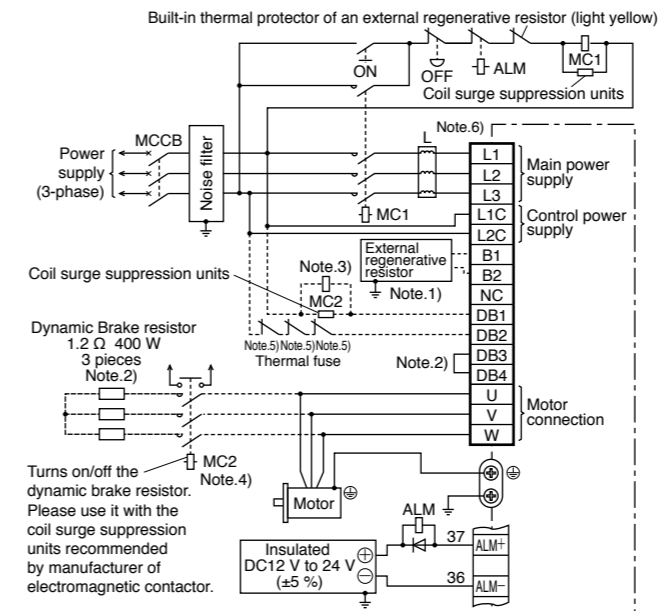 Built-in thermal protector of an external regenerative resistor (light yellow)
ON
OFF
ALM
MC1
Coil surge suppression units
Note.6)
L
MCCB
Power
supply
(3-phase)
Noise filter
MC1
L1
L2
L3
L1C
L2C
B1
B2
NC
DB1
DB2
DB3
DB4
U
V
W
Main power
supply
Control power
supply
External
regenerative
resistor
Note.1)
Coil surge suppression units
Note.3)
MC2
Note.5) Note.5) Note.5)
Thermal fuse
Note.2)
Dynamic Brake resistor
1.2 Ω 400 W
3 pieces
Note.2)
Motor
connection
MC2
Note.4)
Turns on/off the
dynamic brake resistor.
Please use it with the
coil surge suppression
units recommended
by manufacturer of
electromagnetic contactor.
Motor
ALM
Insulated
DC12 V to 24 V
(±5 %)
+
−
37
ALM+
36
ALM−